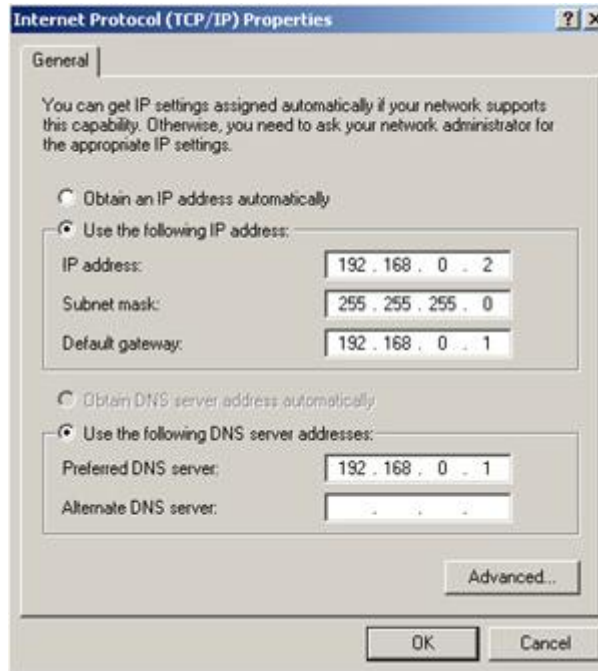 Internet Protocol (TCP/IP) Properties
General
You can get IP settings assigned automatically if your network supports
this capability. Otherwise, you need to ask your network administrator for
the appropriate IP settings.
Obtain an IP address automatically
Use the following IP address:
IP address: 192 . 168 . 0 . 2
Subnet mask: 255 . 255 . 255 . 0
Default gateway: 192 . 168 . 0 . 1
Obtain DNS server address automatically
Use the following DNS server addresses:
Preferred DNS server: 192 . 168 . 0 . 1
Alternate DNS server: . . .
Advanced...
OK Cancel